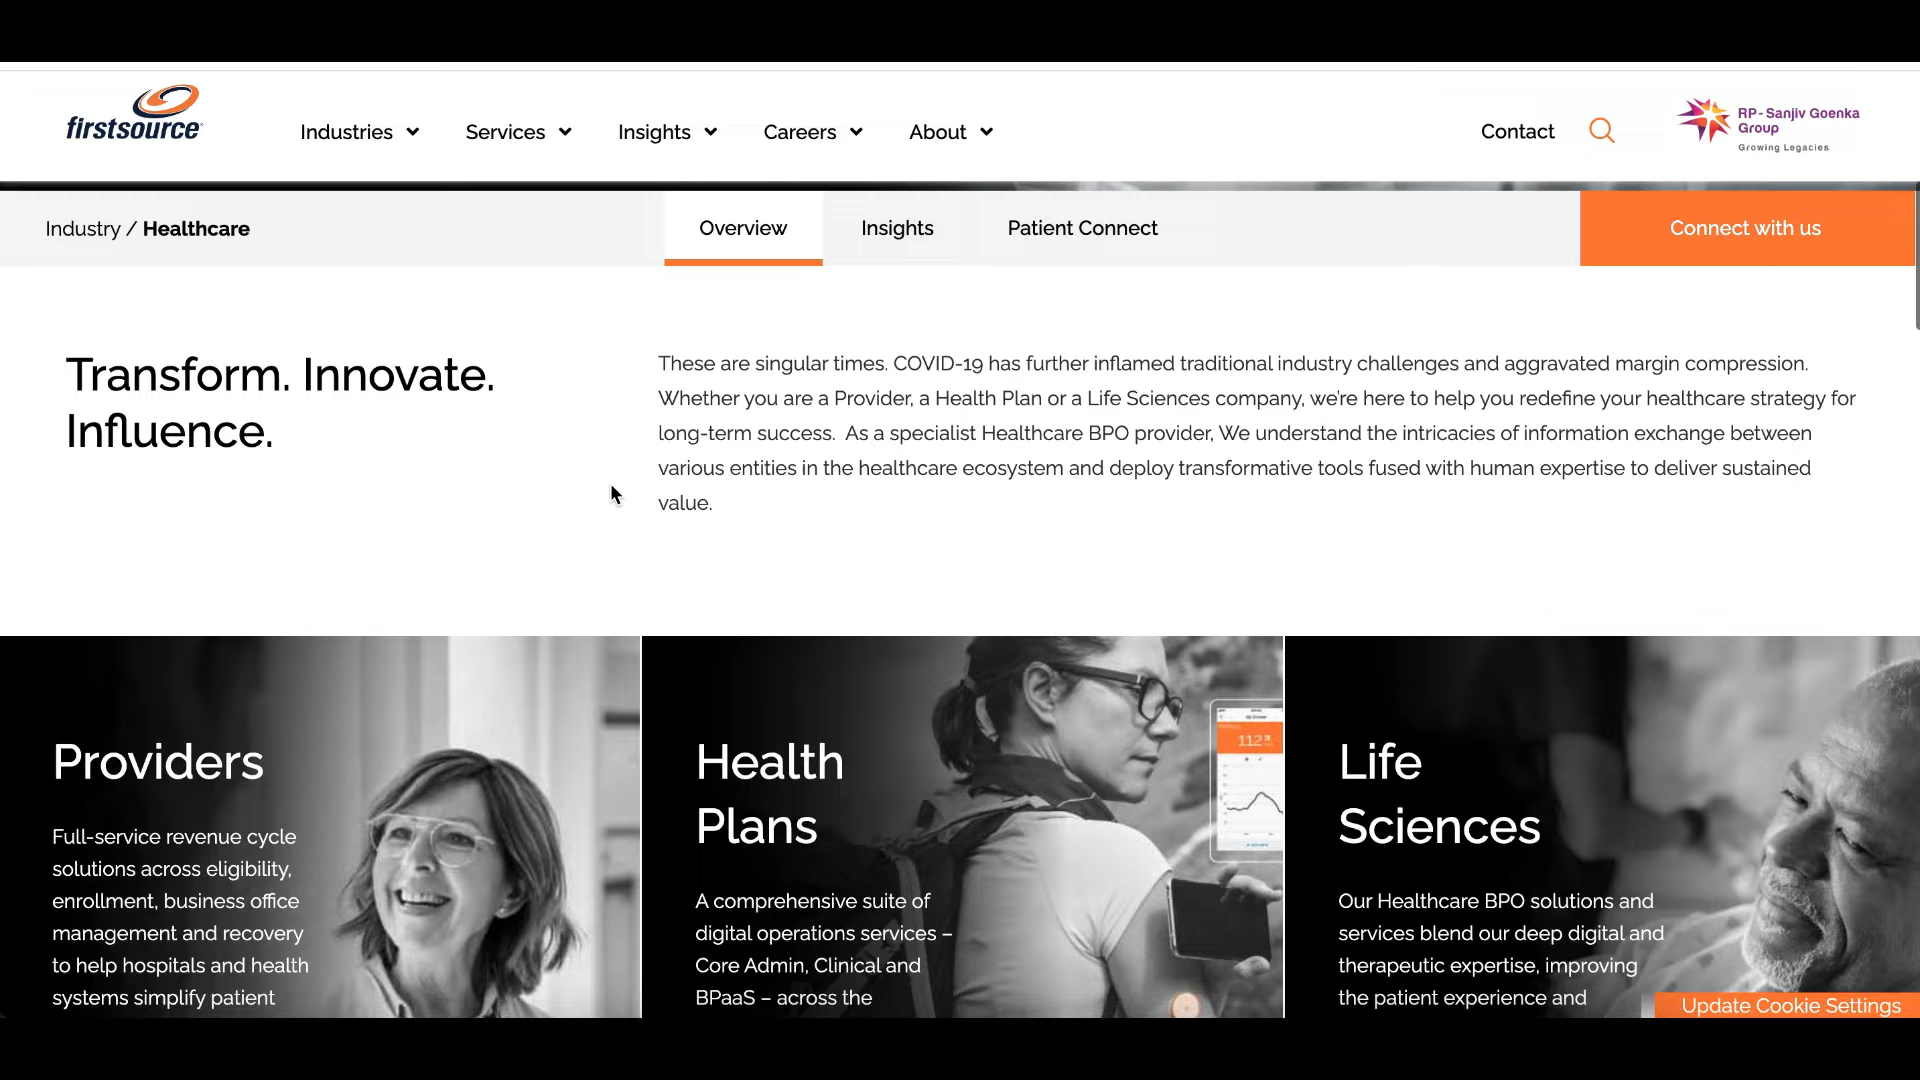 firstsource
Industries
Services
Insights
Careers
About
Contact
RP - Sanjiv Goenka
Group
Growing Legacies
Industry / Healthcare
Overview
Insights
Patient Connect
Connect with us
Transform. Innovate.
Influence.
These are singular times. COVID-19 has further inflamed traditional industry challenges and aggravated margin compression.
Whether you are a Provider, a Health Plan or a Life Sciences company, we're here to help you redefine your healthcare strategy for
long-term success.  As a specialist Healthcare BPO provider, We understand the intricacies of information exchange between
various entities in the healthcare ecosystem and deploy transformative tools fused with human expertise to deliver sustained
value.
Providers
Full-service revenue cycle
solutions across eligibility,
enrollment, business office
management and recovery
to help hospitals and health
systems simplify patient
Health
Plans
A comprehensive suite of
digital operations services –
Core Admin, Clinical and
BPaaS – across the
112
Life
Sciences
Our Healthcare BPO solutions and
services blend our deep digital and
therapeutic expertise, improving
the patient experience and
Update Cookie Settings